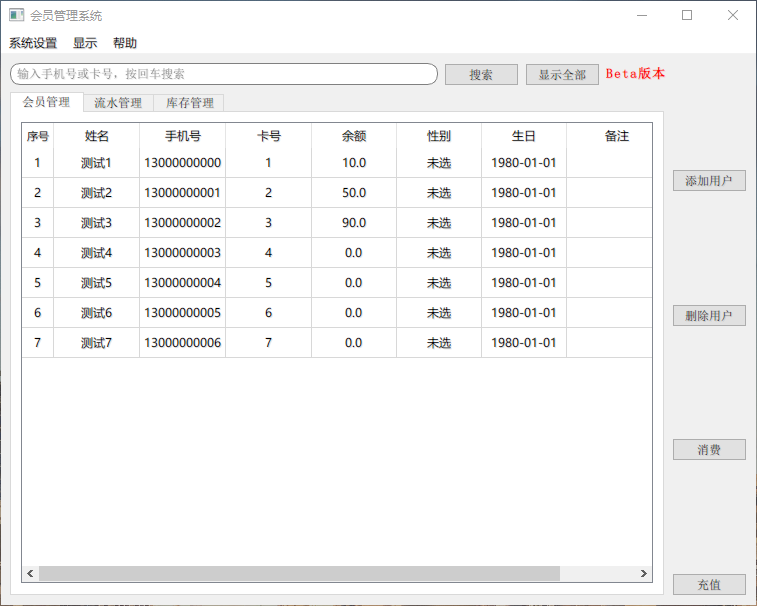 会员管理系统
系统设置 显示 帮助
输入手机号或卡号，按回车搜索 搜索 显示全部 Beta版本
会员管理 流水管理 库存管理
序号 姓名 手机号 卡号 余额 性别 生日 备注
1 测试1 13000000000 1 10.0 未选 1980-01-01
2 测试2 13000000001 2 50.0 未选 1980-01-01
3 测试3 13000000002 3 90.0 未选 1980-01-01
4 测试4 13000000003 4 0.0 未选 1980-01-01
5 测试5 13000000004 5 0.0 未选 1980-01-01
6 测试6 13000000005 6 0.0 未选 1980-01-01
7 测试7 13000000006 7 0.0 未选 1980-01-01
添加用户
删除用户
消费
充值